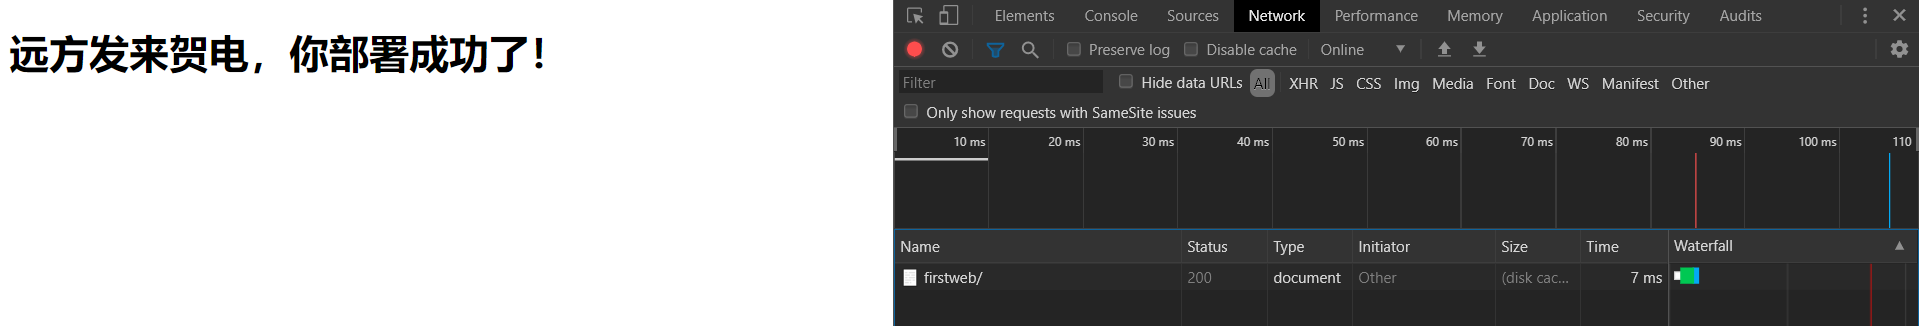 远方发来贺电，你部署成功了！
Elements Console Sources Network Performance Memory Application Security Audits
Preserve log Disable cache Online
Filter Hide data URLs All XHR JS CSS Img Media Font Doc WS Manifest Other
Only show requests with SameSite issues
10 ms 20 ms 30 ms 40 ms 50 ms 60 ms 70 ms 80 ms 90 ms 100 ms 110
Name Status Type Initiator Size Time Waterfall
firstweb/ 200 document Other (disk cac... 7 ms